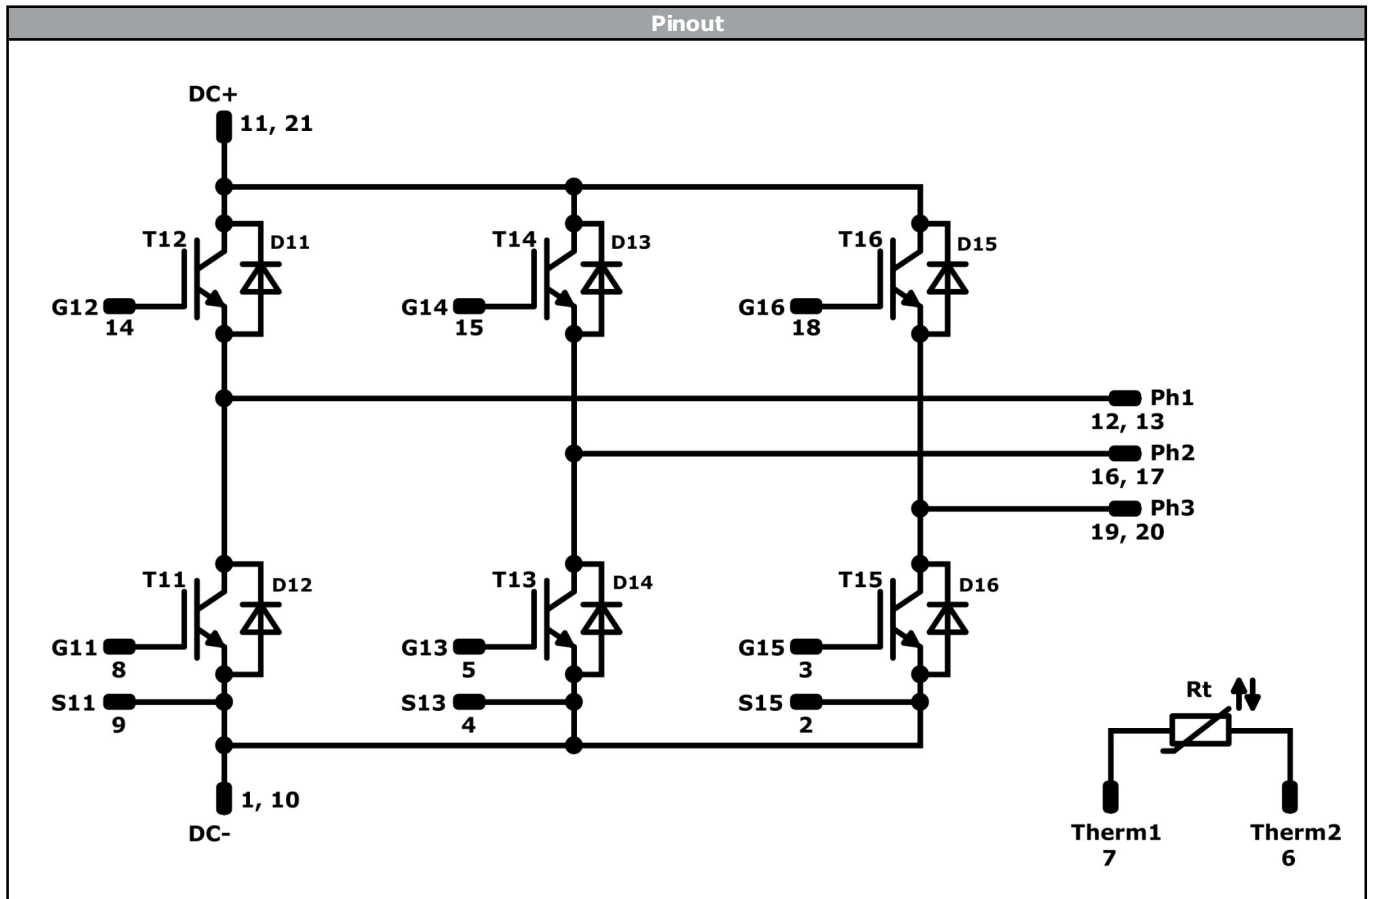 Pinout
DC+
11, 21
T12
D11
T14
D13
T16
D15
G12
14
G14
15
G16
18
Ph1
12, 13
Ph2
16, 17
Ph3
19, 20
T11
D12
T13
D14
T15
D16
G11
8
G13
5
G15
3
S11
9
S13
4
S15
2
Rt
1, 10
DC-
Therm1
7
Therm2
6